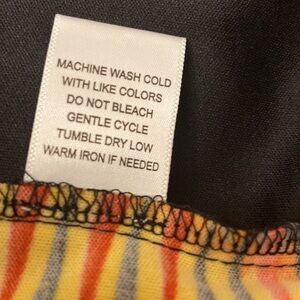 MACHINE WASH COLD
WITH LIKE COLORS
DO NOT BLEACH
GENTLE CYCLE
TUMBLE DRY LOW
WARM IRON IF NEEDED